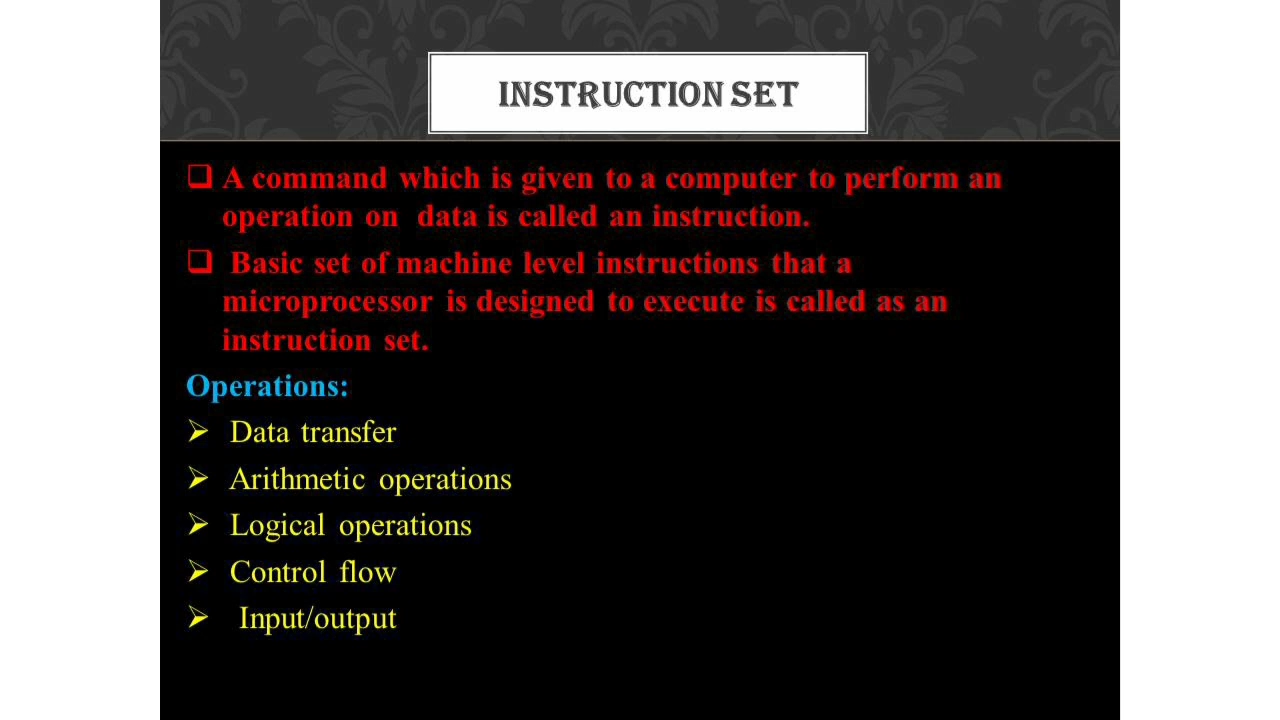 INSTRUCTION SET
A command which is given to a computer to perform an
operation on data is called an instruction.
Basic set of machine level instructions that a
microprocessor is designed to execute is called as an
instruction set.
Operations:
Data transfer
Arithmetic operations
Logical operations
Control flow
Input/output